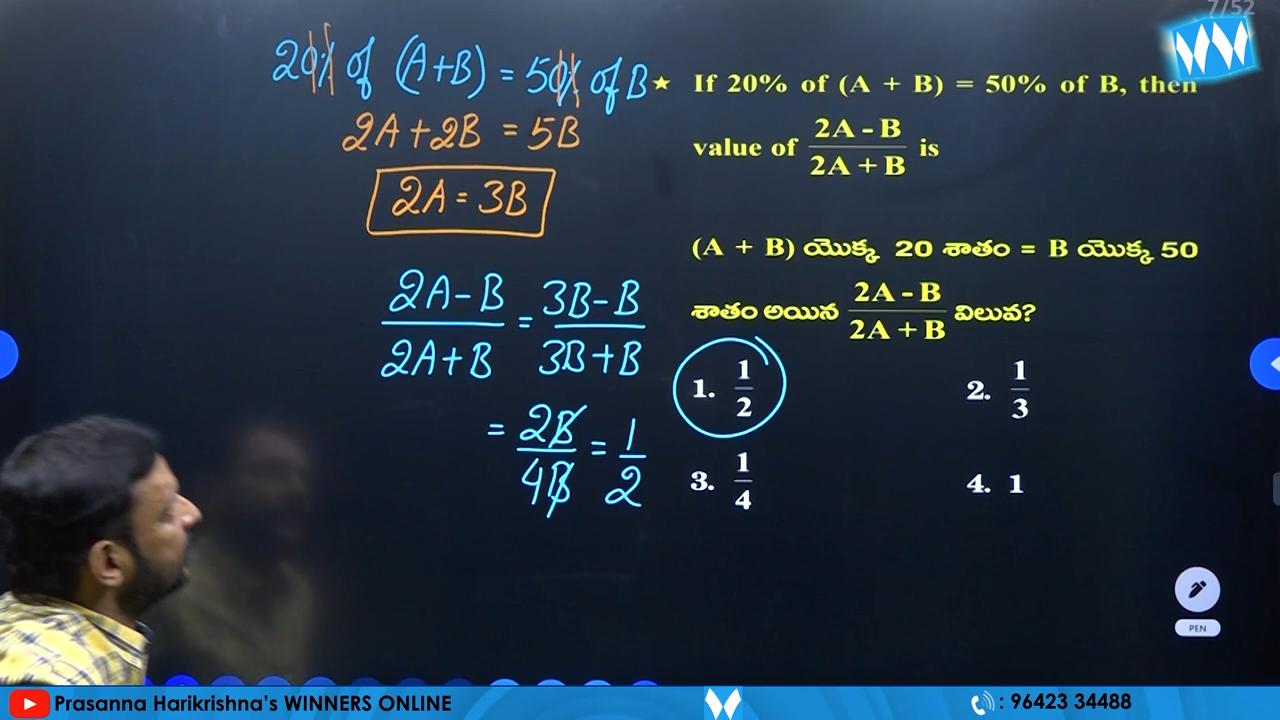 7/52
W
20% of (A+B) = 50% of B
2A+2B = 5B
2A = 3B
2A-B/2A+B = 3B-B/3B+B
= 2B/4B = 1/2
★ If 20% of (A + B) = 50% of B, then
value of 2A - B/2A + B is
(A + B) యొక్క 20 శాతం = B యొక్క 50
శాతం అయిన 2A - B/2A + B విలువ?
1. 1/2
2. 1/3
3. 1/4
4. 1
PEN
Prasanna Harikrishna's WINNERS ONLINE
: 96423 34488